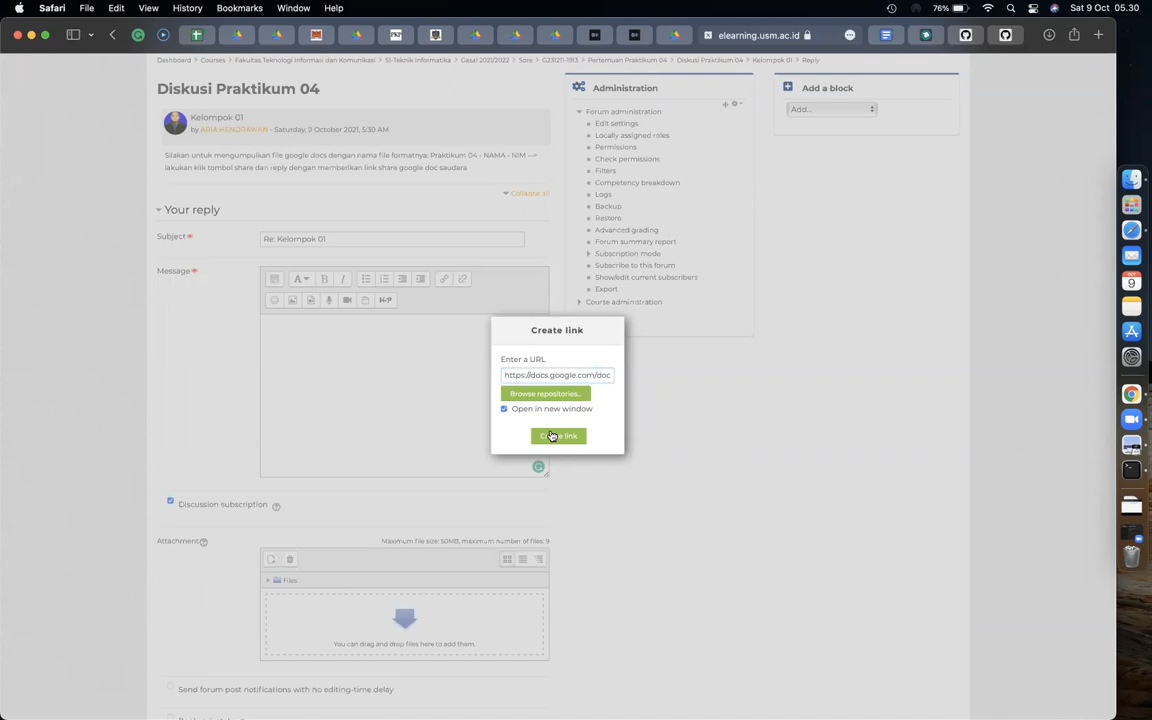 Safari File Edit View History Bookmarks Window Help 76% Sat 9 Oct 05.30
elearning.usm.ac.id
Dashboard > Courses > Fakultas Teknologi Informasi dan Komunikasi > S1-Teknik Informatika > Gasal 2021/2022 > Sore > G231211-1913 > Pertemuan Praktikum 04 > Diskusi Praktikum 04 > Kelompok 01 > Reply
Diskusi Praktikum 04
Kelompok 01
by ARIA HENDRAWAN - Saturday, 9 October 2021, 5:30 AM
Silakan untuk mengumpulkan file google docs dengan nama file formatnya: Praktikum 04 - NAMA - NIM -->
lakukan klik tombol share dan reply dengan memberikan link share google doc saudara
Collapse all
Your reply
Subject
Re: Kelompok 01
Message
A B I
H-P
Discussion subscription
Attachment
Maximum file size: 50MB, maximum number of files: 9
Files
You can drag and drop files here to add them.
Send forum post notifications with no editing-time delay
Create link
Enter a URL
https://docs.google.com/doc
Browse repositories...
Open in new window
Create link
Administration
Forum administration
Edit settings
Locally assigned roles
Permissions
Check permissions
Filters
Competency breakdown
Logs
Backup
Restore
Advanced grading
Forum summary report
Subscription mode
Subscribe to this forum
Show/edit current subscribers
Export
Course administration
Add a block
Add...
OCT
9